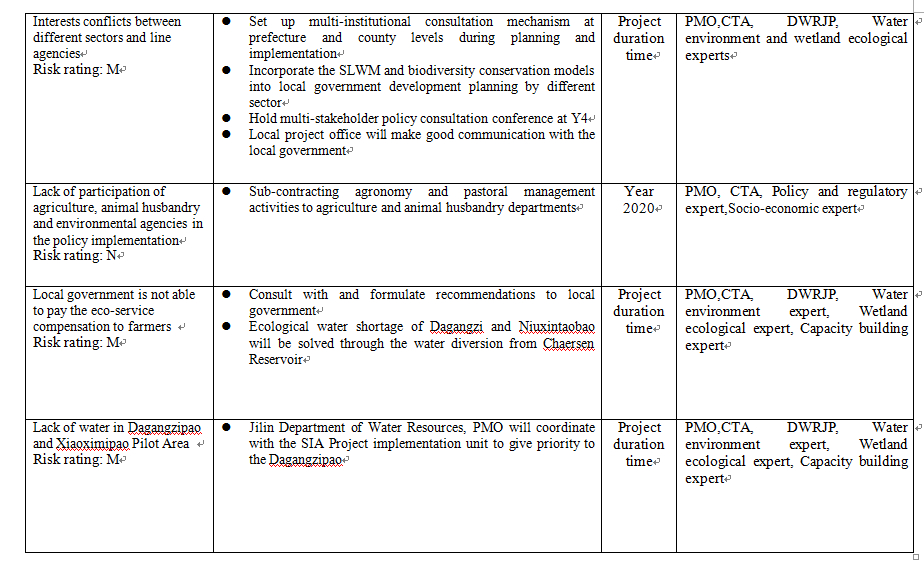 Interests conflicts between
different sectors and line
agencies
Risk rating: M
● Set up multi-institutional consultation mechanism at
prefecture and county levels during planning and
implementation
● Incorporate the SLWM and biodiversity conservation models
into local government development planning by different
sector
● Hold multi-stakeholder policy consultation conference at Y4
● Local project office will make good communication with the
local government
Project
duration
time
PMO,CTA, DWRJP, Water
environment and wetland ecological
experts
Lack of participation of
agriculture, animal husbandry
and environmental agencies in
the policy implementation
Risk rating: N
● Sub-contracting agronomy and pastoral management
activities to agriculture and animal husbandry departments
Year
2020
PMO, CTA, Policy and regulatory
expert,Socio-economic expert
Local government is not able
to pay the eco-service
compensation to farmers
Risk rating: M
● Consult with and formulate recommendations to local
government
● Ecological water shortage of Dagangzi and Niuxintaobao
will be solved through the water diversion from Chaersen
Reservoir
Project
duration
time
PMO,CTA, DWRJP, Water
environment expert, Wetland
ecological expert, Capacity building
expert
Lack of water in Dagangzipao
and Xiaoximipao Pilot Area
Risk rating: M
● Jilin Department of Water Resources, PMO will coordinate
with the SIA Project implementation unit to give priority to
the Dagangzipao
Project
duration
time
PMO,CTA, DWRJP, Water
environment expert, Wetland
ecological expert, Capacity building
expert